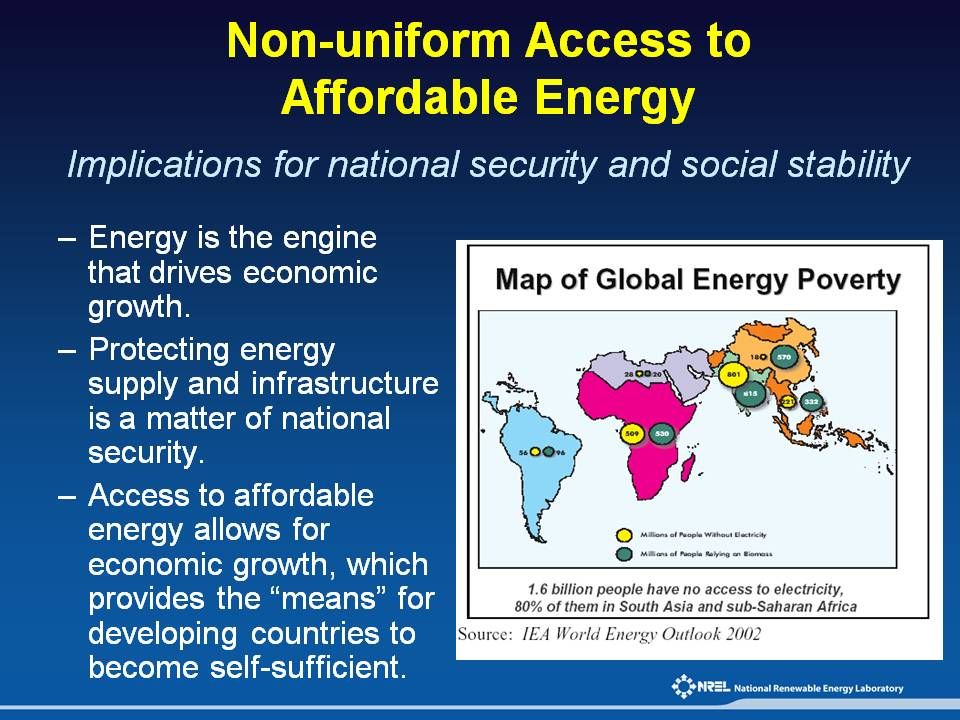 Non-uniform Access to
Affordable Energy
Implications for national security and social stability
– Energy is the engine
that drives economic
growth.
– Protecting energy
supply and infrastructure
is a matter of national
security.
– Access to affordable
energy allows for
economic growth, which
provides the “means” for
developing countries to
become self-sufficient.
Map of Global Energy Poverty
18 570
28 20
801
815
221 332
509 530
56 96
Millions of People Without Electricity
Millions of People Relying on Biomass
1.6 billion people have no access to electricity,
80% of them in South Asia and sub-Saharan Africa
Source: IEA World Energy Outlook 2002
NREL National Renewable Energy Laboratory